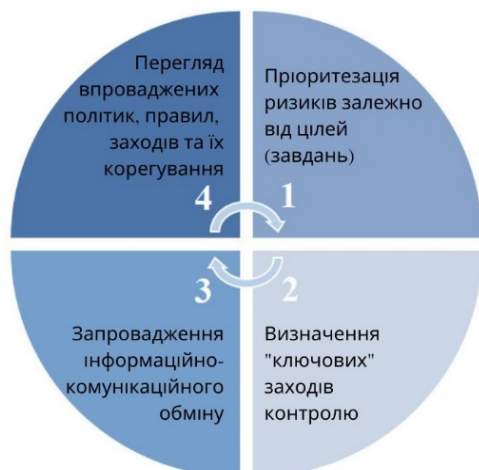 Перегляд
впроваджених
політик, правил,
заходів та їх
корегування
4
Пріоритезація
ризиків залежно
від цілей
(завдань)
1
3
Запровадження
інформаційно-
комунікаційного
обміну
2
Визначення
"ключових"
заходів
контролю